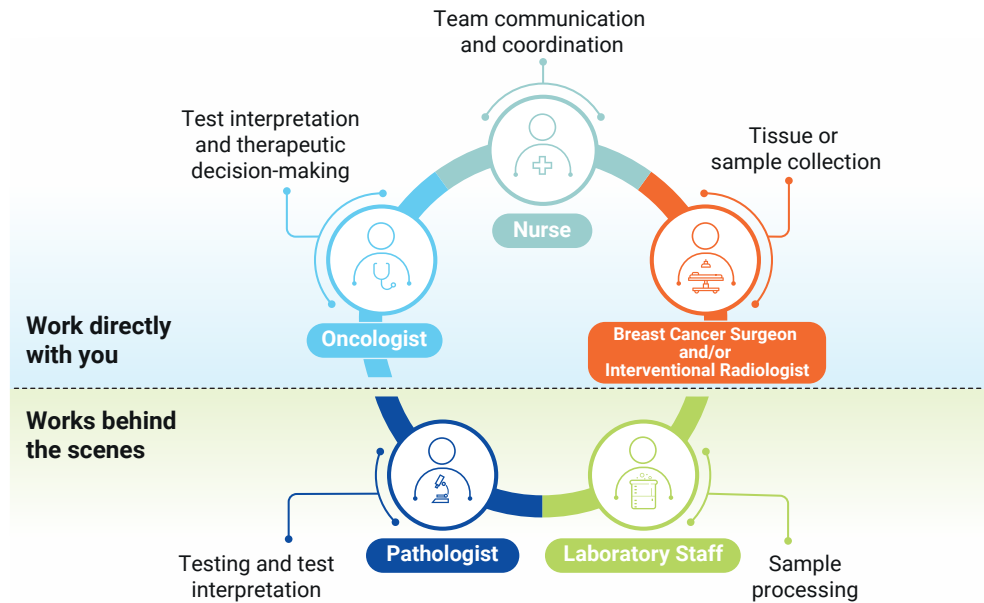 Team communication
and coordination
Test interpretation
and therapeutic
decision-making
Tissue or
sample collection
Nurse
Work directly
with you
Oncologist
Breast Cancer Surgeon
and/or
Interventional Radiologist
Works behind
the scenes
Pathologist
Laboratory Staff
Testing and test
interpretation
Sample
processing